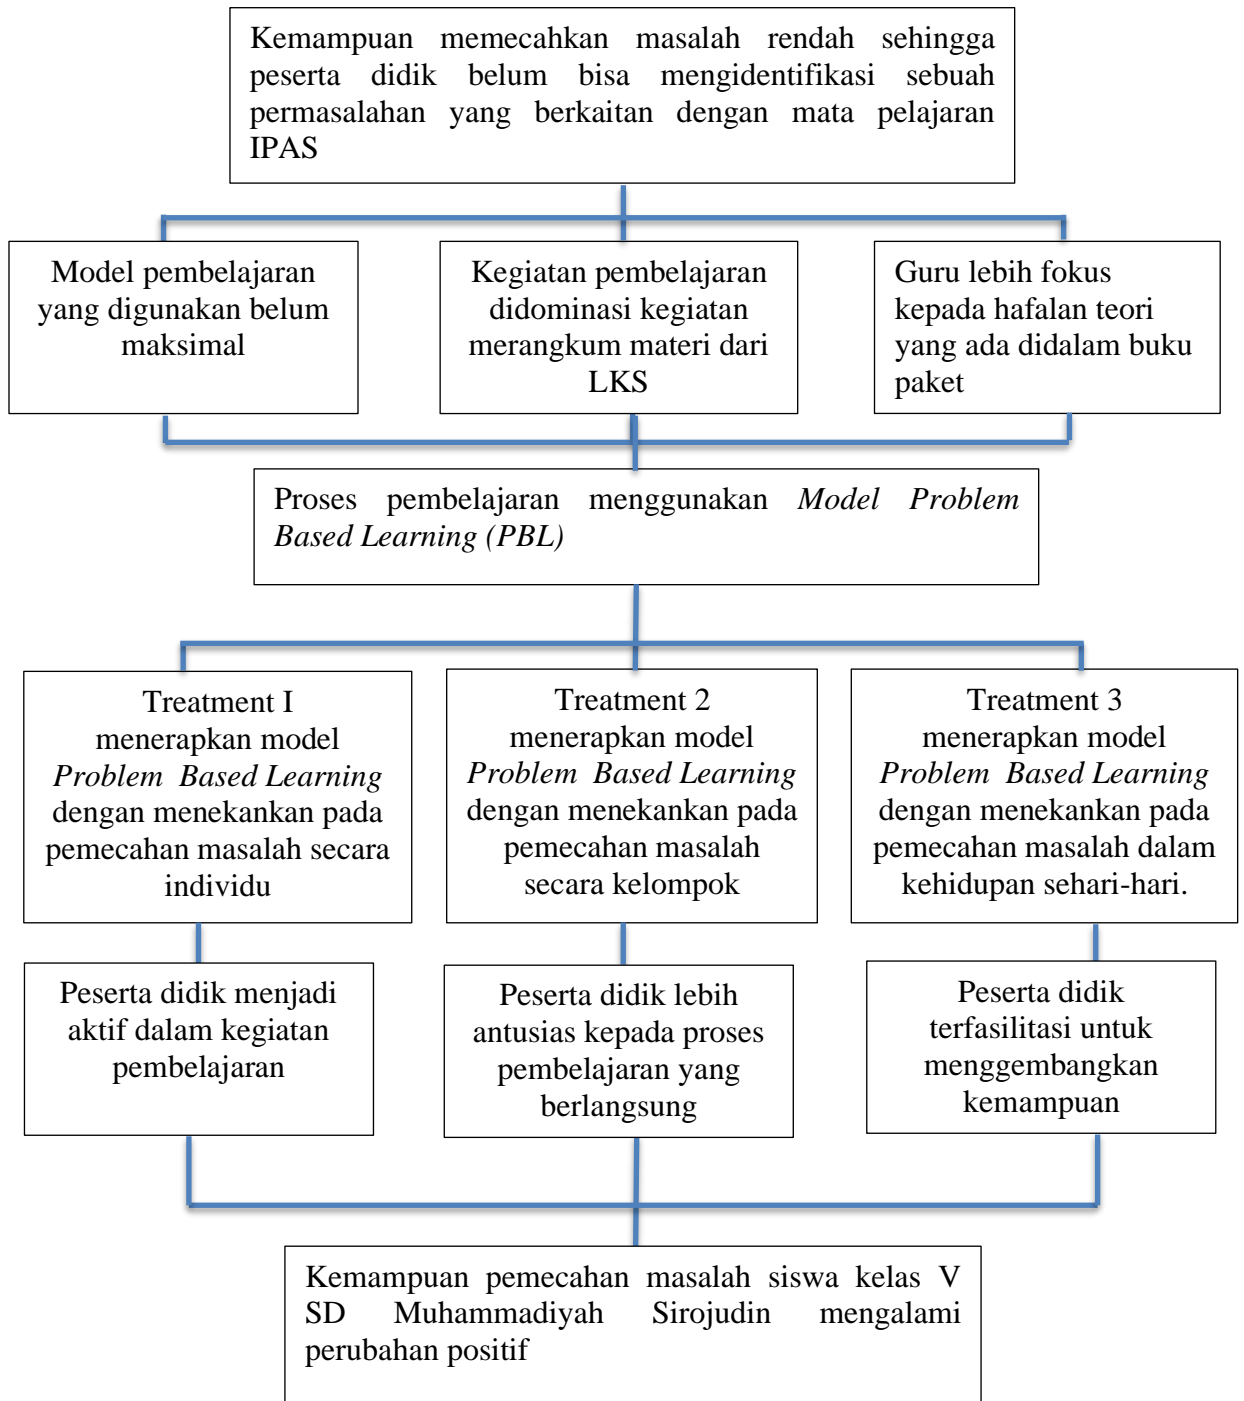 Kemampuan memecahkan masalah rendah sehingga
peserta didik belum bisa mengidentifikasi sebuah
permasalahan yang berkaitan dengan mata pelajaran
IPAS
Model pembelajaran
yang digunakan belum
maksimal
Kegiatan pembelajaran
didominasi kegiatan
merangkum materi dari
LKS
Guru lebih fokus
kepada hafalan teori
yang ada didalam buku
paket
Proses pembelajaran menggunakan Model Problem
Based Learning (PBL)
Treatment I
menerapkan model
Problem Based Learning
dengan menekankan pada
pemecahan masalah secara
individu
Treatment 2
menerapkan model
Problem Based Learning
dengan menekankan pada
pemecahan masalah
secara kelompok
Treatment 3
menerapkan model
Problem Based Learning
dengan menekankan pada
pemecahan masalah dalam
kehidupan sehari-hari.
Peserta didik menjadi
aktif dalam kegiatan
pembelajaran
Peserta didik lebih
antusias kepada proses
pembelajaran yang
berlangsung
Peserta didik
terfasilitasi untuk
menggembangkan
kemampuan
Kemampuan pemecahan masalah siswa kelas V
SD Muhammadiyah Sirojudin mengalami
perubahan positif